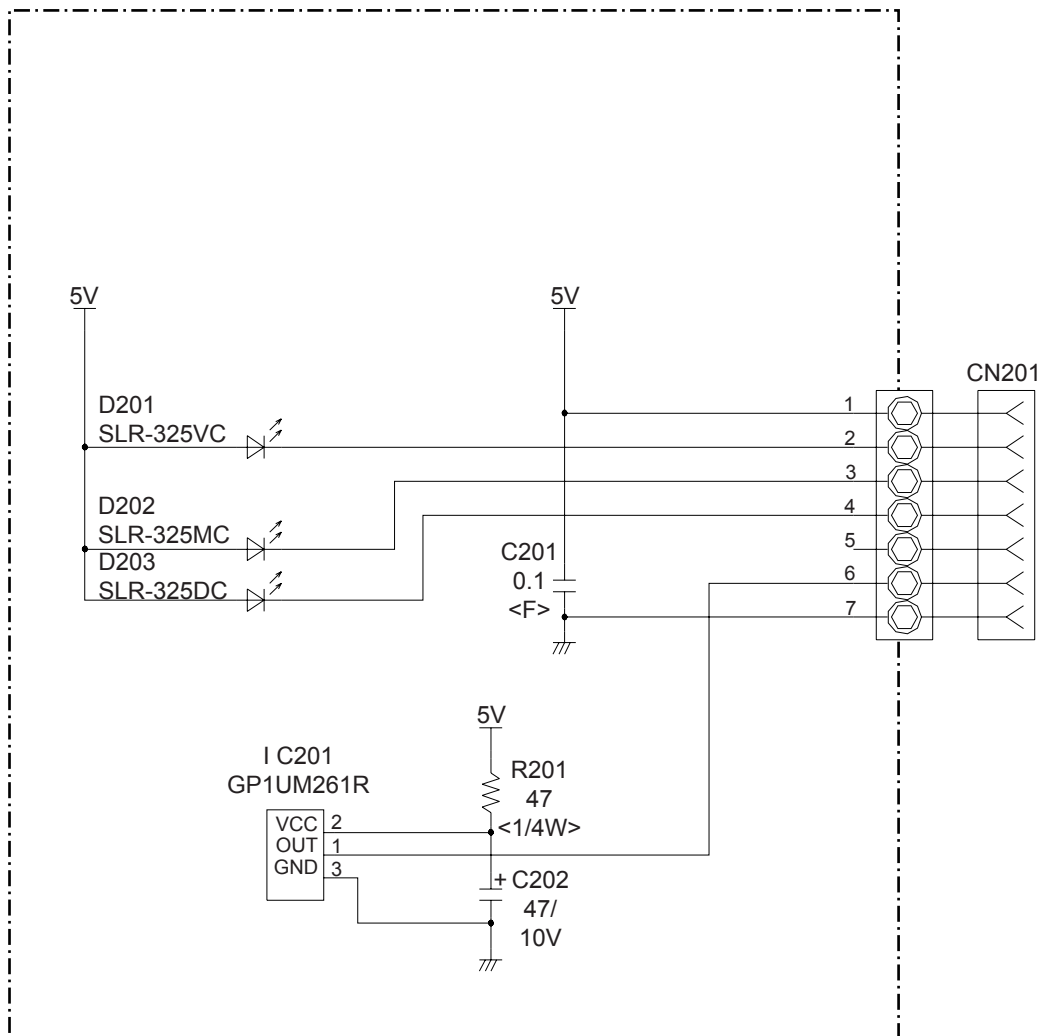 5V
5V
CN201
D201
SLR-325VC
D202
SLR-325MC
D203
SLR-325DC
C201
0.1
<F>
1
2
3
4
5
6
7
5V
I C201
GP1UM261R
R201
47
<1/4W>
VCC 2
OUT 1
GND 3
+ C202
47/
10V